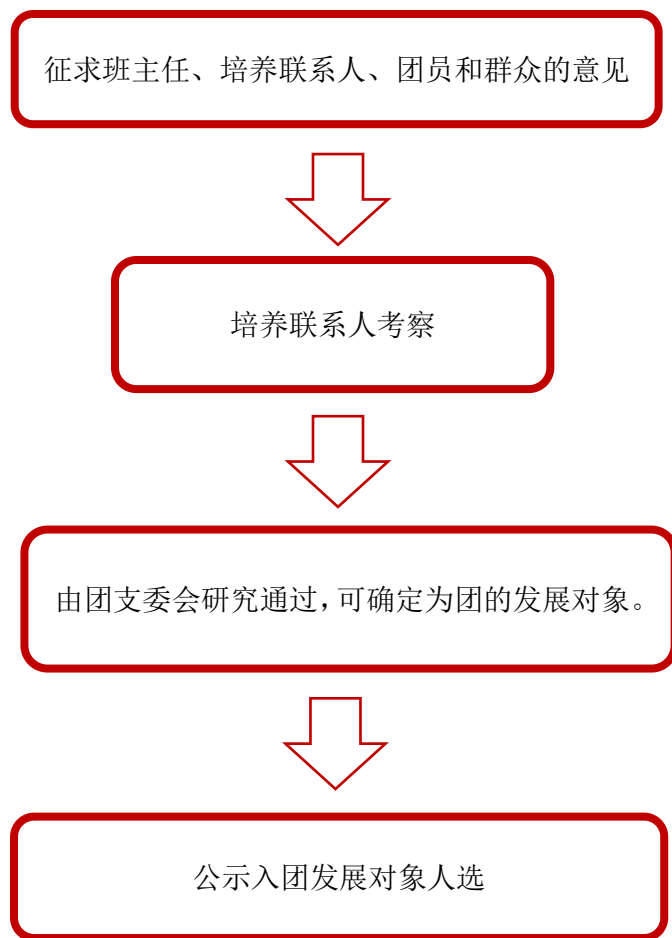 征求班主任、培养联系人、团员和群众的意见
培养联系人考察
由团支委会研究通过，可确定为团的发展对象。
公示入团发展对象人选